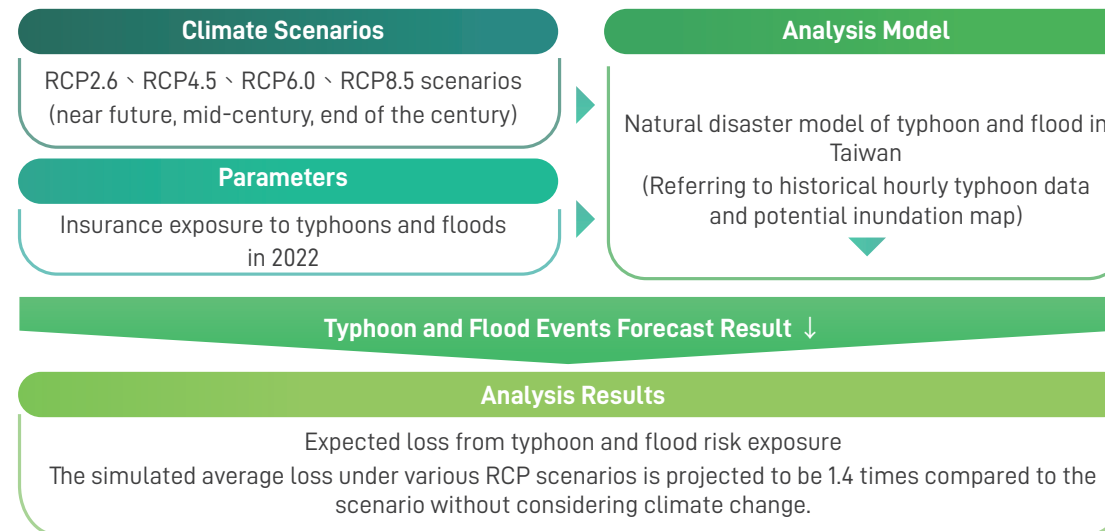 Climate Scenarios
RCP2.6、RCP4.5、RCP6.0、RCP8.5 scenarios
(near future, mid-century, end of the century)
Parameters
Insurance exposure to typhoons and floods
in 2022
Analysis Model
Natural disaster model of typhoon and flood in
Taiwan
(Referring to historical hourly typhoon data
and potential inundation map)
Typhoon and Flood Events Forecast Result ↓
Analysis Results
Expected loss from typhoon and flood risk exposure
The simulated average loss under various RCP scenarios is projected to be 1.4 times compared to the
scenario without considering climate change.